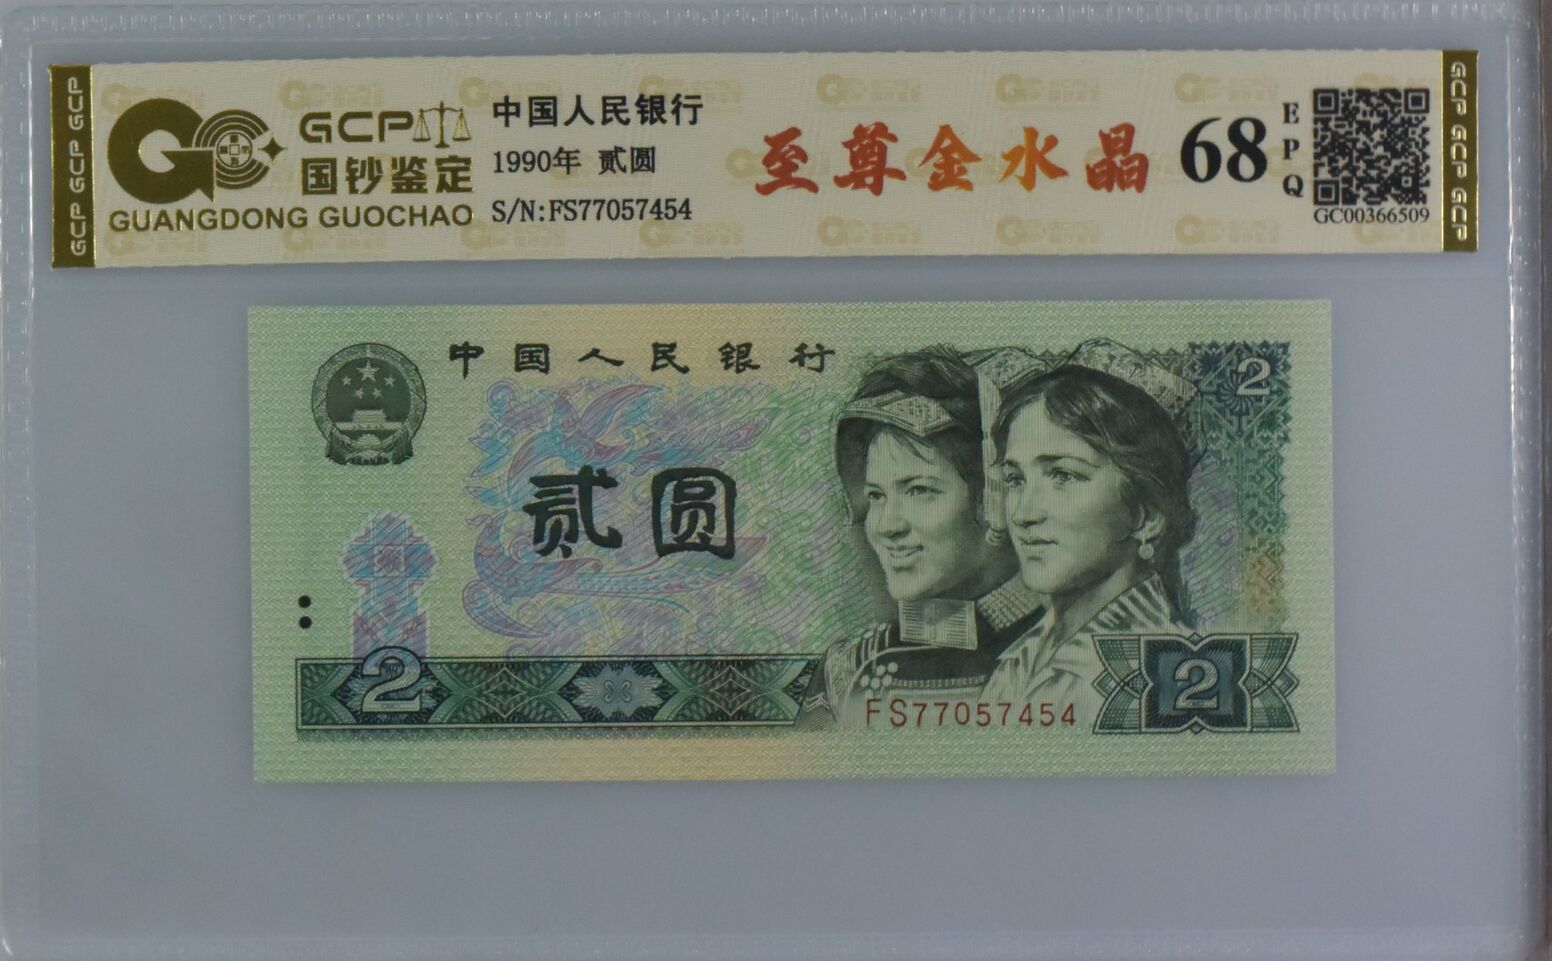 GCP GCP GCP
GCP
国钞鉴定
GUANGDONG GUOCHAO
中国人民银行
1990年 贰圆
S/N:FS77057454
至尊金水晶
68
EPQ
GC00366509
GCP GCP GCP
中国人民银行
2
贰圆
2
FS77057454
2